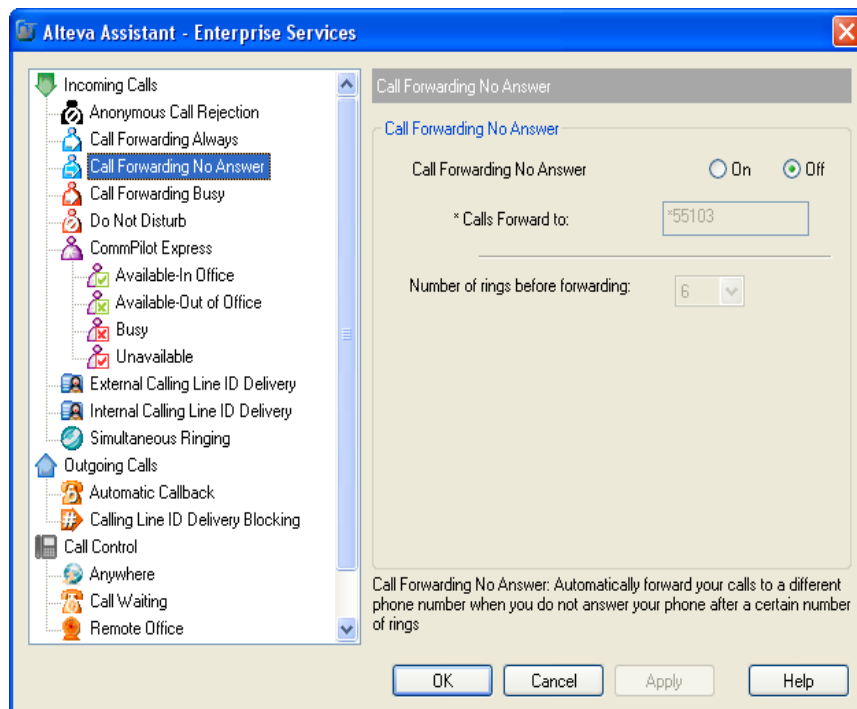 Alteva Assistant - Enterprise Services
Incoming Calls
Anonymous Call Rejection
Call Forwarding Always
Call Forwarding No Answer
Call Forwarding Busy
Do Not Disturb
CommPilot Express
Available-In Office
Available-Out of Office
Busy
Unavailable
External Calling Line ID Delivery
Internal Calling Line ID Delivery
Simultaneous Ringing
Outgoing Calls
Automatic Callback
Calling Line ID Delivery Blocking
Call Control
Anywhere
Call Waiting
Remote Office
Call Forwarding No Answer
Call Forwarding No Answer
Call Forwarding No Answer On Off
* Calls Forward to: *55103
Number of rings before forwarding: 6
Call Forwarding No Answer: Automatically forward your calls to a different
phone number when you do not answer your phone after a certain number
of rings
OK Cancel Apply Help